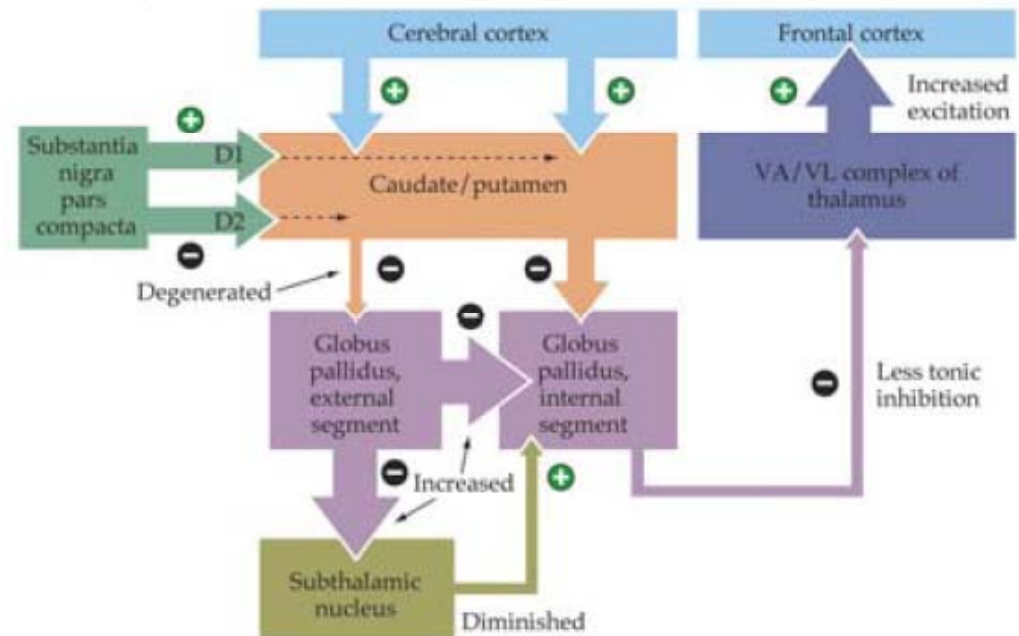 Cerebral cortex
Frontal cortex
+
+
+
Increased
excitation
+
Substantia
nigra
pars
compacta
D1
D2
−
Caudate/putamen
VA/VL complex of
thalamus
Degenerated
−
−
−
Globus
pallidus,
external
segment
Globus
pallidus,
internal
segment
−
Less tonic
inhibition
−
Increased
+
Subthalamic
nucleus
Diminished